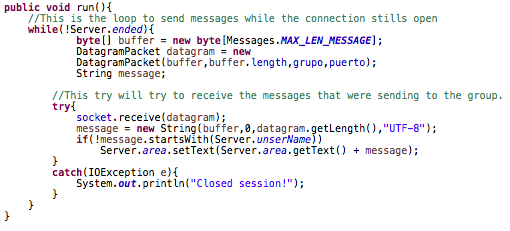 public void run(){
//This is the loop to send messages while the connection stills open
while(!Server.ended){
byte[] buffer = new byte[Messages.MAX_LEN_MESSAGE];
DatagramPacket datagram = new
DatagramPacket(buffer,buffer.length,grupo,puerto);
String message;
//This try will try to receive the messages that were sending to the group.
try{
socket.receive(datagram);
message = new String(buffer,0,datagram.getLength(),"UTF-8");
if(!message.startsWith(Server.unserName))
Server.area.setText(Server.area.getText() + message);
}
catch(IOException e){
System.out.println("Closed session!");
}
}
}